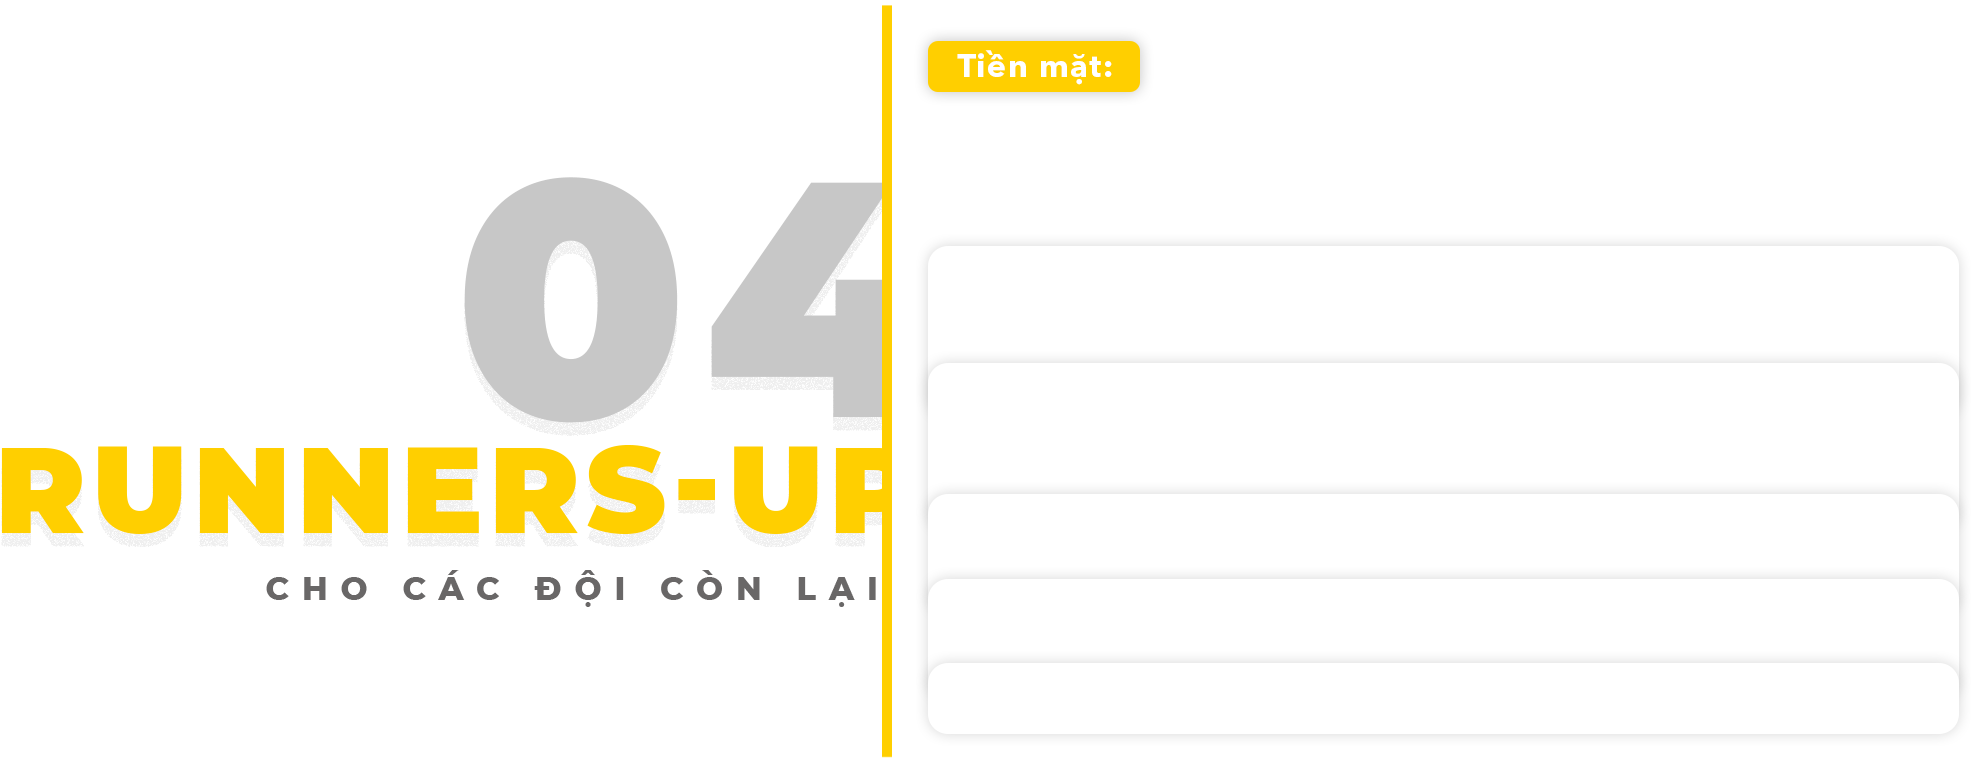 04
RUNNERS-UP
CHO CÁC ĐỘI CÒN LẠI
Tiền mặt: